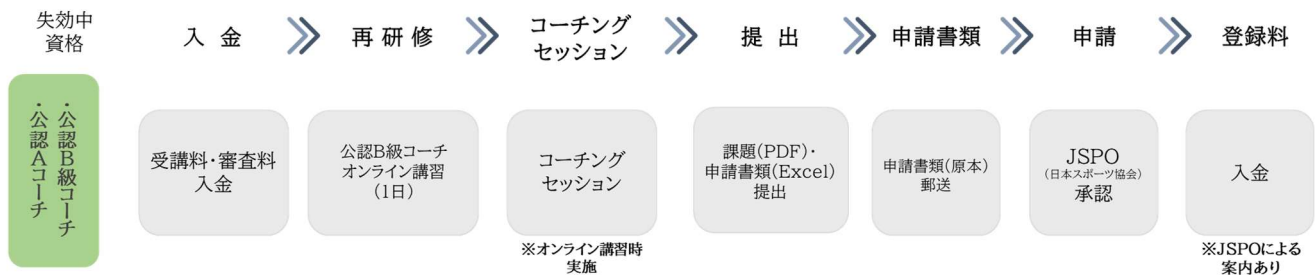 失効中
資格
入 金
再 研 修
コーチング
セッション
提 出
申請書類
申請
登録料
・公認B級コーチ
・公認Aコーチ
受講料・審査料
入金
公認B級コーチ
オンライン講習
(1日)
コーチング
セッション
※オンライン講習時
実施
課題(PDF)・
申請書類(Excel)
提出
申請書類(原本)
郵送
JSPO
(日本スポーツ協会)
承認
入金
※JSPOによる
案内あり